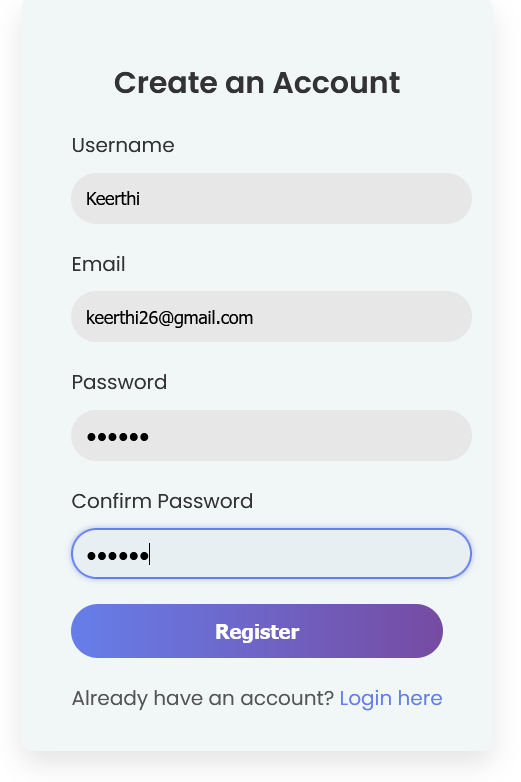 Create an Account
Username
Keerthi
Email
keerthi26@gmail.com
Password
●●●●●●
Confirm Password
●●●●●●
Register
Already have an account? Login here